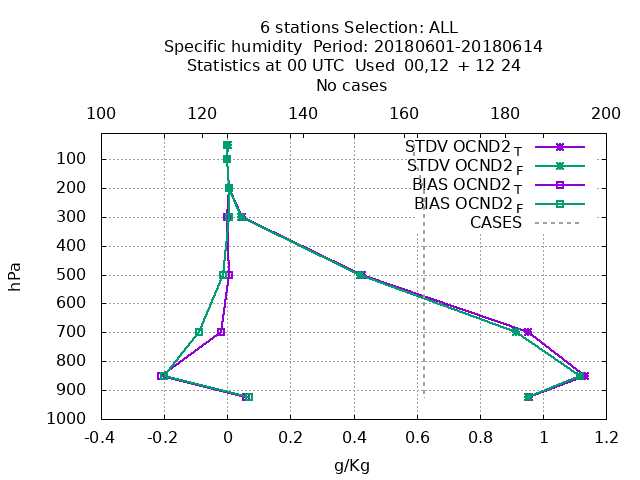 6 stations Selection: ALL
Specific humidity  Period: 20180601-20180614
Statistics at 00 UTC  Used  00,12  + 12 24
No cases
100 120 140 160 180 200
STDV OCND2 T
STDV OCND2 F
BIAS OCND2 T
BIAS OCND2 F
CASES
100
200
300
400
500
600
700
800
900
1000
hPa
-0.4 -0.2 0 0.2 0.4 0.6 0.8 1 1.2
g/Kg